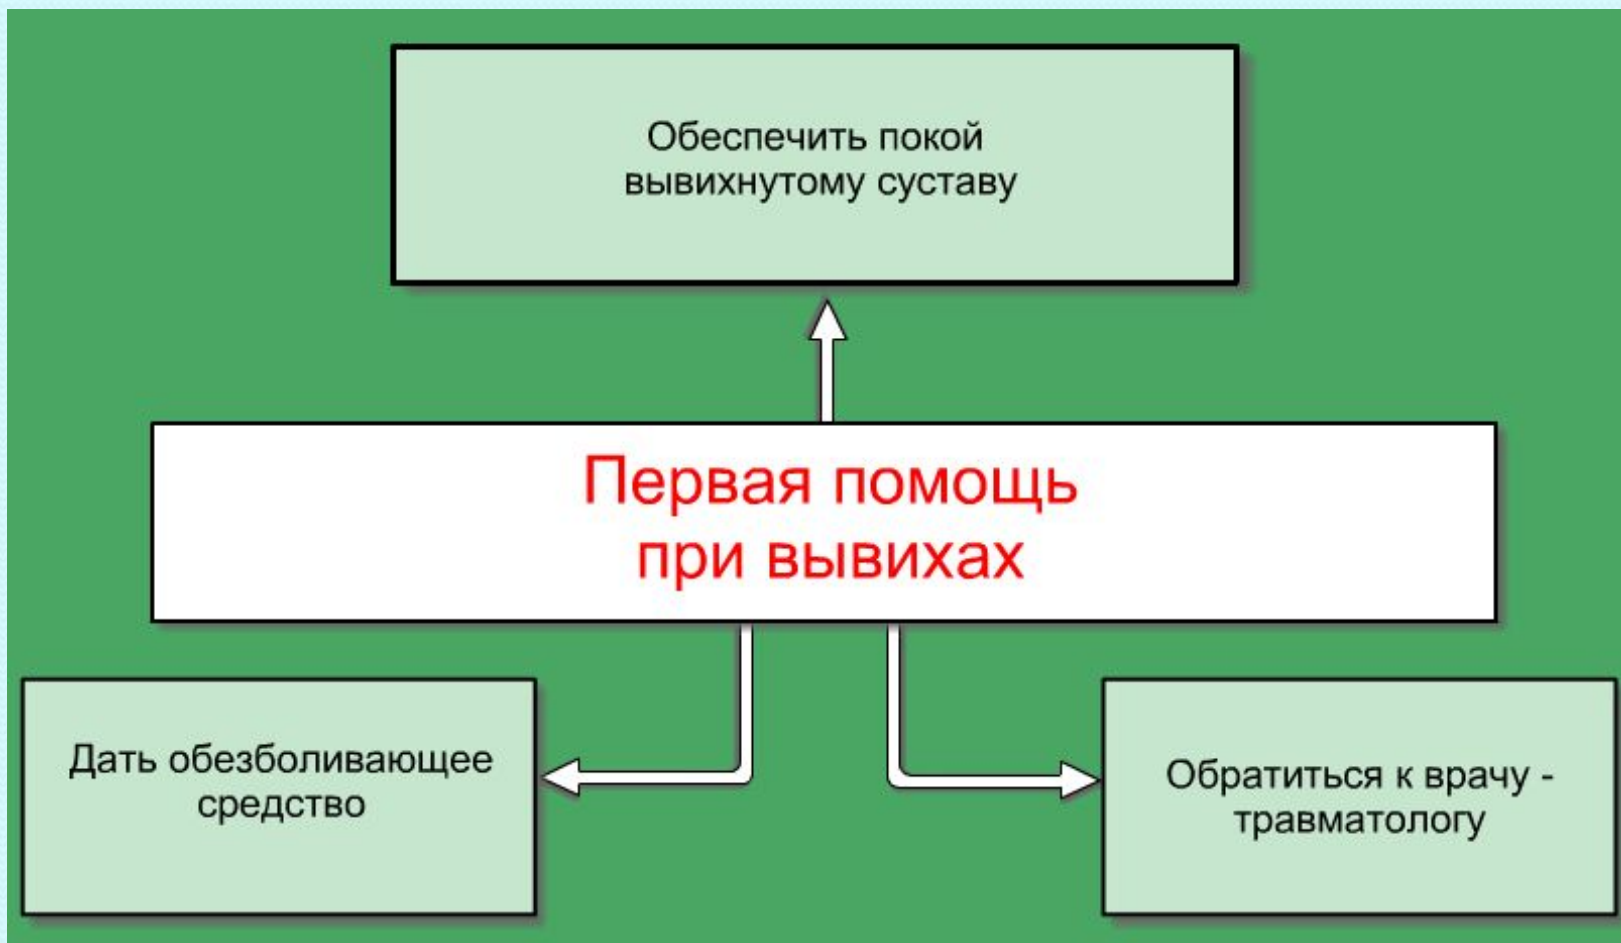 Обеспечить покой
вывихнутому суставу
Первая помощь
при вывихах
Дать обезболивающее
средство
Обратиться к врачу -
травматологу